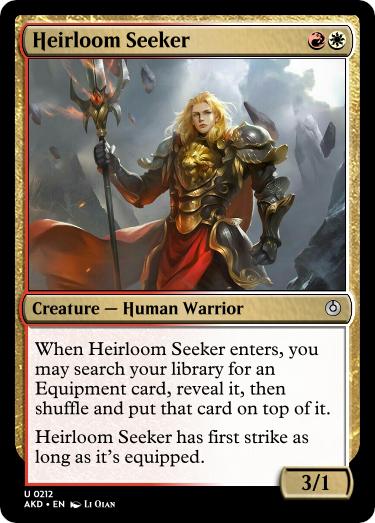 Heirloom Seeker
Creature — Human Warrior
When Heirloom Seeker enters, you
may search your library for an
Equipment card, reveal it, then
shuffle and put that card on top of it.
Heirloom Seeker has first strike as
long as it's equipped.
3/1
U 0212
AKD • EN Li Qian